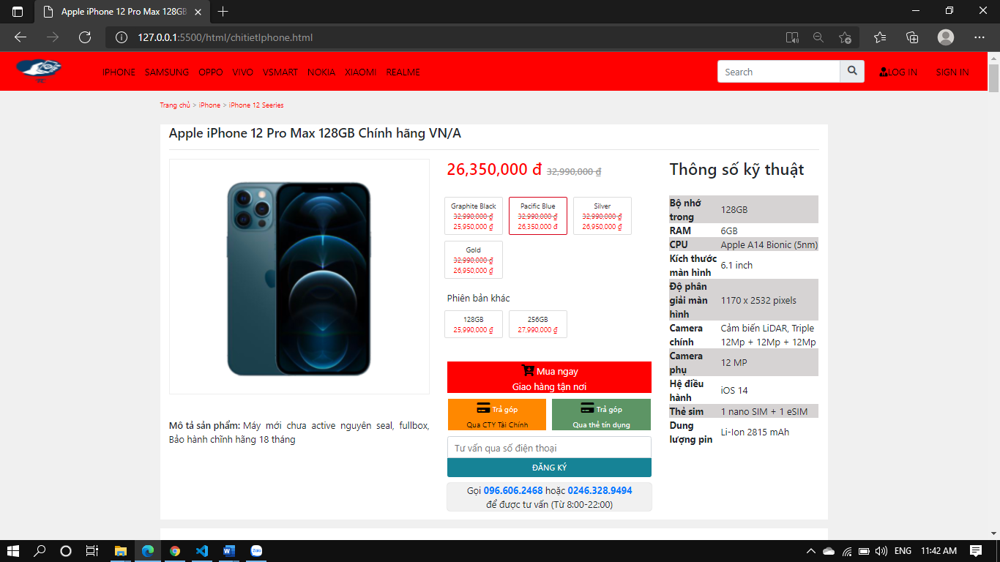 Apple iPhone 12 Pro Max 128GB
127.0.0.1:5500/html/chitietIphone.html
IPHONE SAMSUNG OPPO VIVO VSMART NOKIA XIAOMI REALME
Search
LOG IN
SIGN IN
Trang chủ > iPhone > iPhone 12 Seeries
Apple iPhone 12 Pro Max 128GB Chính hãng VN/A
26,350,000 đ 32,990,000 ₫
Graphite Black
32.990.000 ₫
25,950,000 ₫
Pacific Blue
32.990.000 ₫
26,350,000 đ
Silver
32.990.000 ₫
26,950,000 ₫
Gold
32.990.000 ₫
26,950,000 ₫
Phiên bản khác
128GB
25,990,000 ₫
256GB
27,990,000 ₫
Mua ngay
Giao hàng tận nơi
Trả góp
Qua CTY Tài Chính
Trả góp
Qua thẻ tín dụng
Tư vấn qua số điện thoại
ĐĂNG KÝ
Gọi 096.606.2468 hoặc 0246.328.9494
để được tư vấn (Từ 8:00-22:00)
Mô tả sản phẩm: Máy mới chưa active nguyên seal, fullbox,
Bảo hành chĩnh hãng 18 tháng
Thông số kỹ thuật
Bộ nhớ
trong
128GB
RAM 6GB
CPU Apple A14 Bionic (5nm)
Kích thước
màn hình
6.1 inch
Độ phân
giải màn
hình
1170 x 2532 pixels
Camera
chính
Cảm biến LiDAR, Triple
12Mp + 12Mp + 12Mp
Camera
phụ
12 MP
Hệ điều
hành
iOS 14
Thẻ sim 1 nano SIM + 1 eSIM
Dung
lượng pin
Li-Ion 2815 mAh
Zalo
ENG
11:42 AM